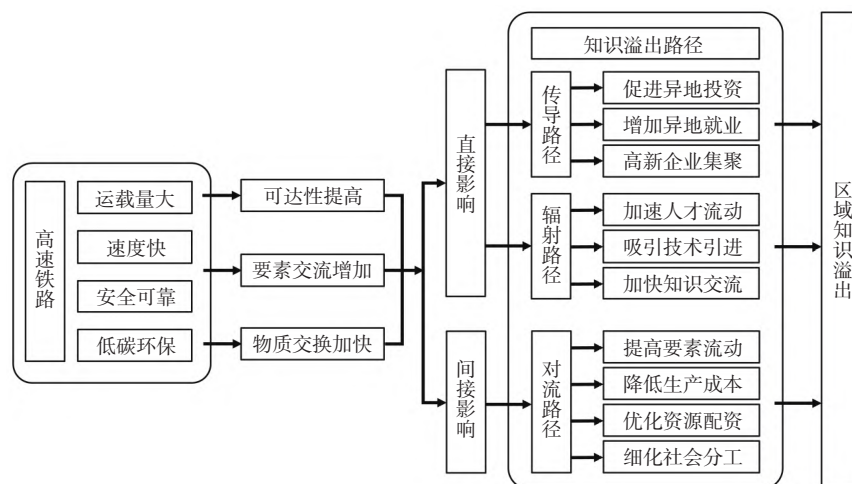 高速铁路
运载量大
速度快
安全可靠
低碳环保
可达性提高
要素交流增加
物质交换加快
直接影响
间接影响
知识溢出路径
传导路径
促进异地投资
增加异地就业
高新企业集聚
辐射路径
加速人才流动
吸引技术引进
加快知识交流
对流路径
提高要素流动
降低生产成本
优化资源配资
细化社会分工
区域知识溢出